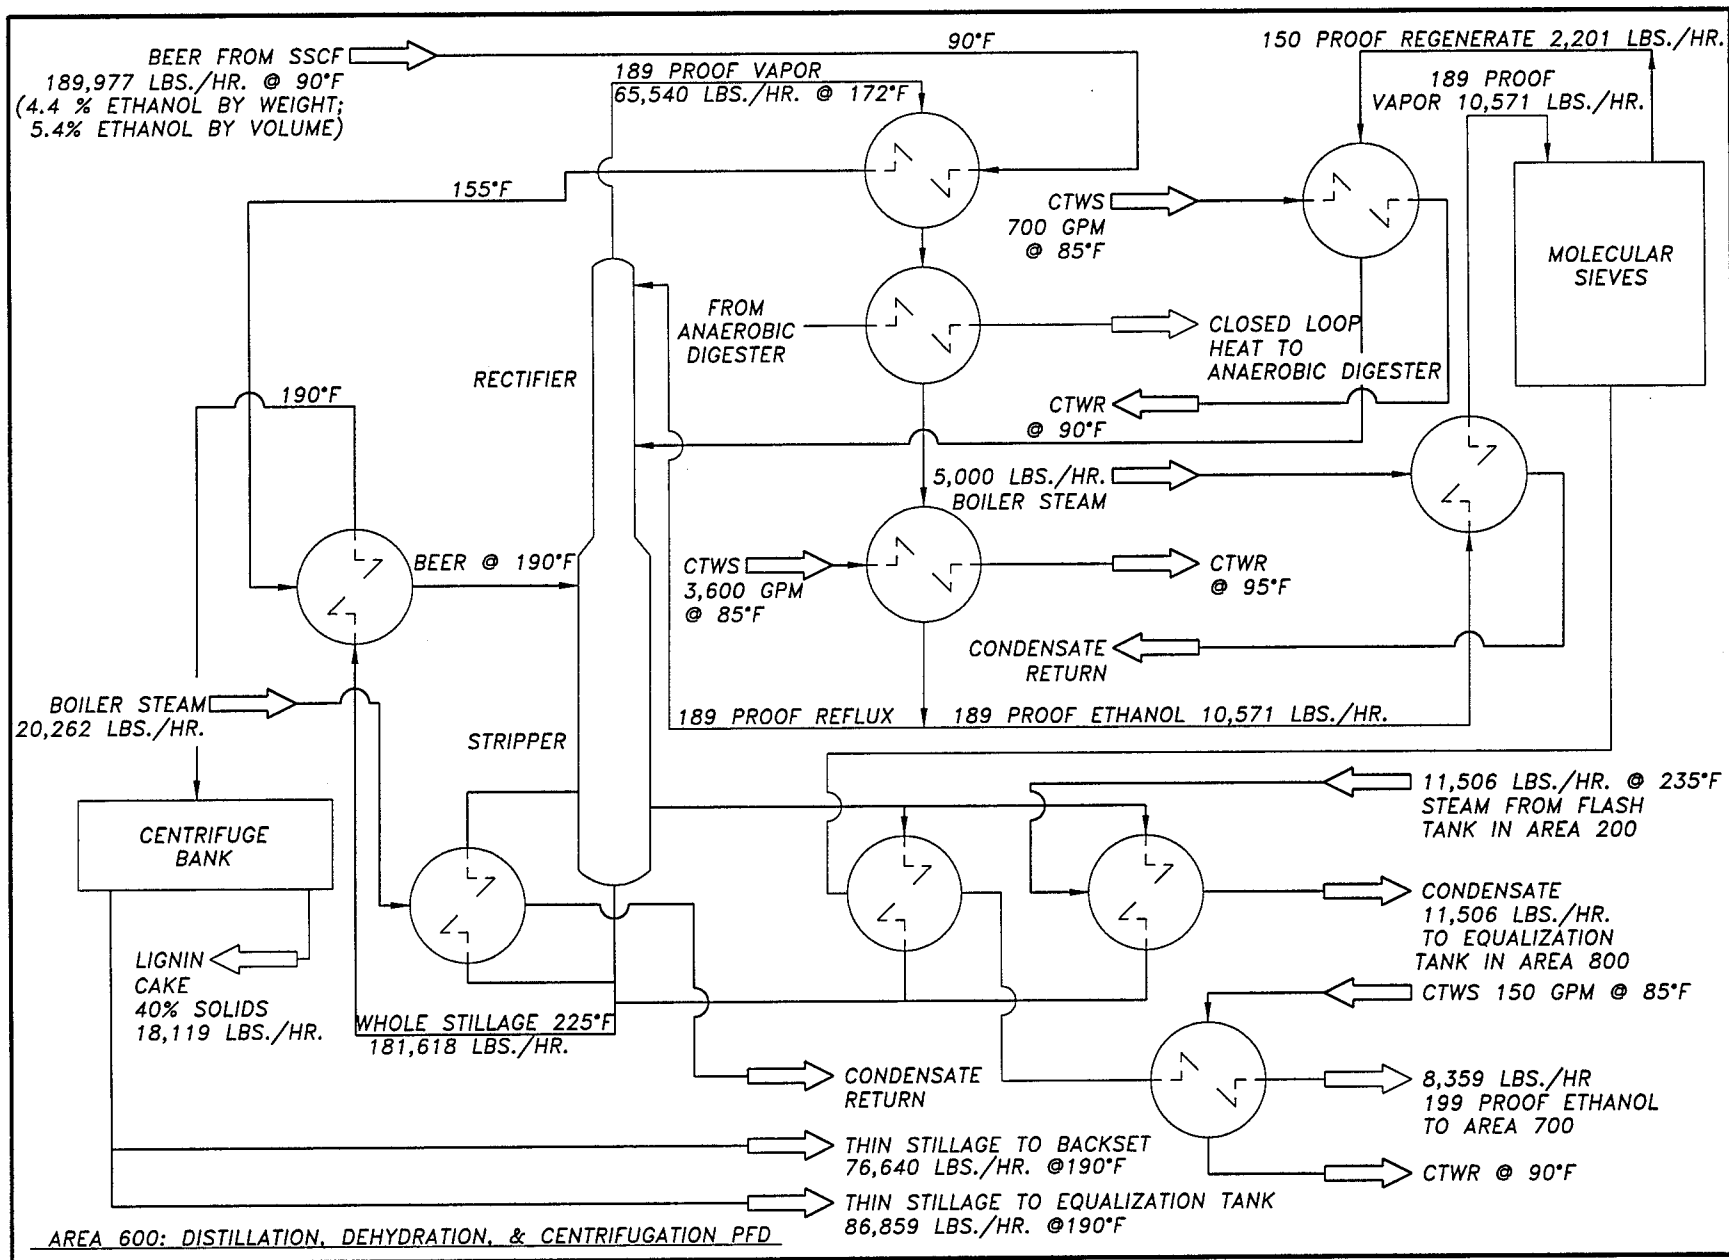 BEER FROM SSCF
189,977 LBS./HR. @ 90°F
(4.4 % ETHANOL BY WEIGHT;
5.4% ETHANOL BY VOLUME)
90°F
189 PROOF VAPOR
65,540 LBS./HR. @ 172°F
150 PROOF REGENERATE 2,201 LBS./HR.
189 PROOF
VAPOR 10,571 LBS./HR.
155°F
CTWS
700 GPM
@ 85°F
MOLECULAR
SIEVES
FROM
ANAEROBIC
DIGESTER
CLOSED LOOP
HEAT TO
ANAEROBIC DIGESTER
RECTIFIER
190°F
CTWR
@ 90°F
5,000 LBS./HR.
BOILER STEAM
BEER @ 190°F
CTWS
3,600 GPM
@ 85°F
CTWR
@ 95°F
CONDENSATE
RETURN
BOILER STEAM
20,262 LBS./HR.
189 PROOF REFLUX
189 PROOF ETHANOL 10,571 LBS./HR.
STRIPPER
11,506 LBS./HR. @ 235°F
STEAM FROM FLASH
TANK IN AREA 200
CENTRIFUGE
BANK
CONDENSATE
11,506 LBS./HR.
TO EQUALIZATION
TANK IN AREA 800
LIGNIN
CAKE
40% SOLIDS
18,119 LBS./HR.
WHOLE STILLAGE 225°F
181,618 LBS./HR.
CTWS 150 GPM @ 85°F
CONDENSATE
RETURN
8,359 LBS./HR
199 PROOF ETHANOL
TO AREA 700
THIN STILLAGE TO BACKSET
76,640 LBS./HR. @190°F
CTWR @ 90°F
THIN STILLAGE TO EQUALIZATION TANK
86,859 LBS./HR. @190°F
AREA 600: DISTILLATION, DEHYDRATION, & CENTRIFUGATION PFD